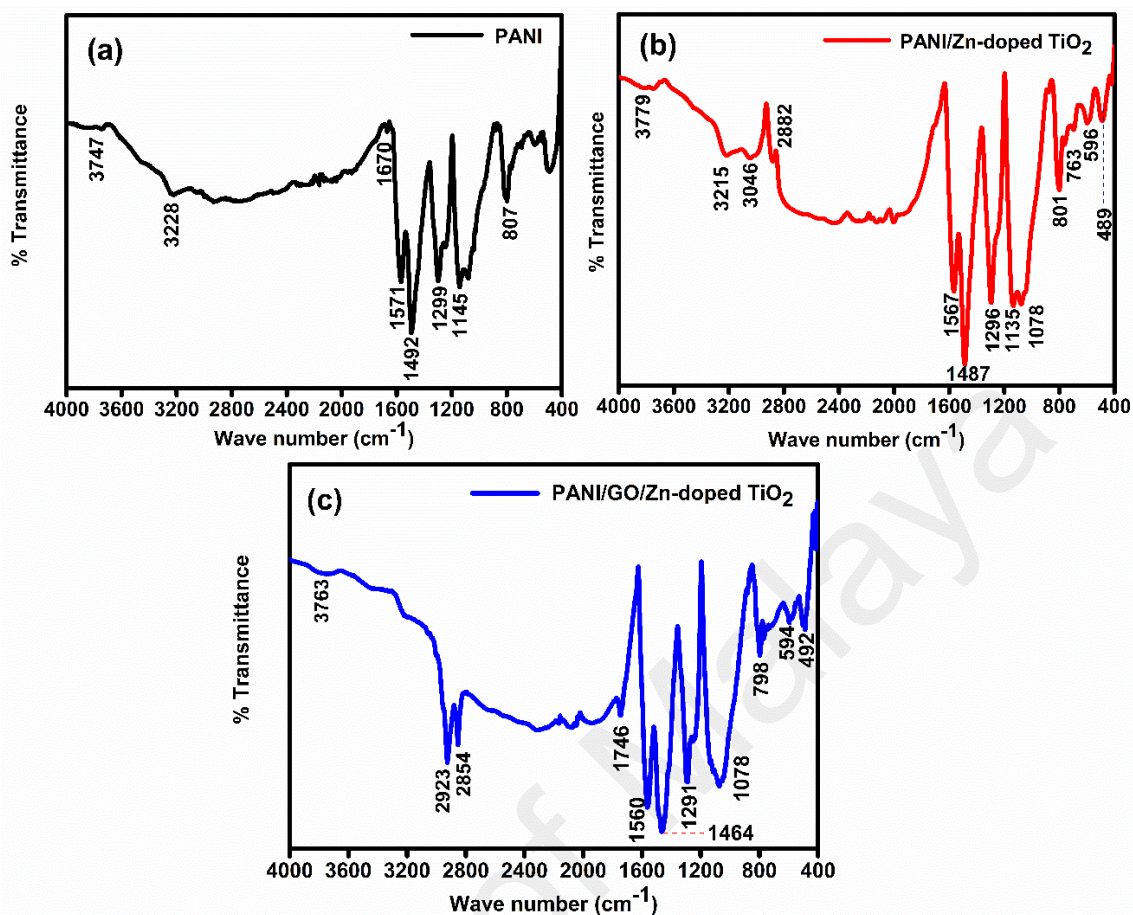 (a)
PANI
% Transmittance
3747
3228
1670
1571
1492
1299
1145
807
4000 3600 3200 2800 2400 2000 1600 1200 800 400
Wave number (cm⁻¹)
(b)
PANI/Zn-doped TiO₂
% Transmittance
3779
3215
3046
2882
1567
1487
1296
1135
1078
801
763
596
489
4000 3600 3200 2800 2400 2000 1600 1200 800 400
Wave number (cm⁻¹)
(c)
PANI/GO/Zn-doped TiO₂
% Transmittance
3763
2923
2854
1746
1560
1464
1291
1078
798
594
492
4000 3600 3200 2800 2400 2000 1600 1200 800 400
Wave number (cm⁻¹)
of Malaya